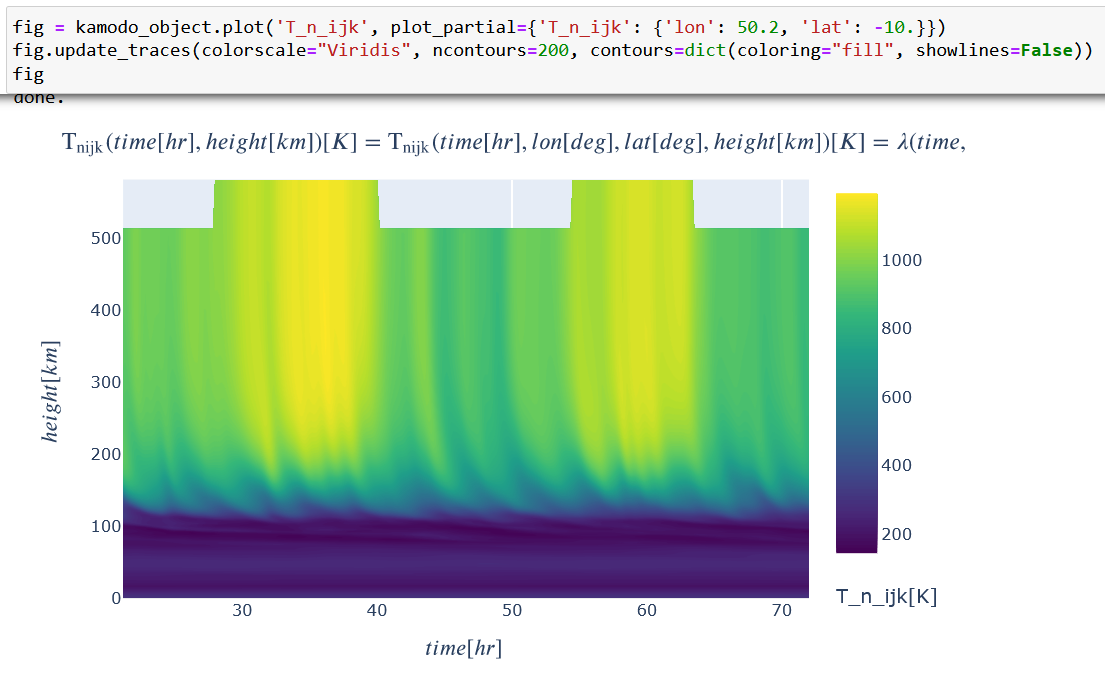 fig = kamodo_object.plot('T_n_ijk', plot_partial={'T_n_ijk': {'lon': 50.2, 'lat': -10.}})
fig.update_traces(colorscale="Viridis", ncontours=200, contours=dict(coloring="fill", showlines=False))
fig
done.
Tnijk(time[hr], height[km])[K] = Tnijk(time[hr], lon[deg], lat[deg], height[km])[K] = λ(time,
500
400
300
200
100
0
height[km]
30 40 50 60 70
time[hr]
1000
800
600
400
200
T_n_ijk[K]